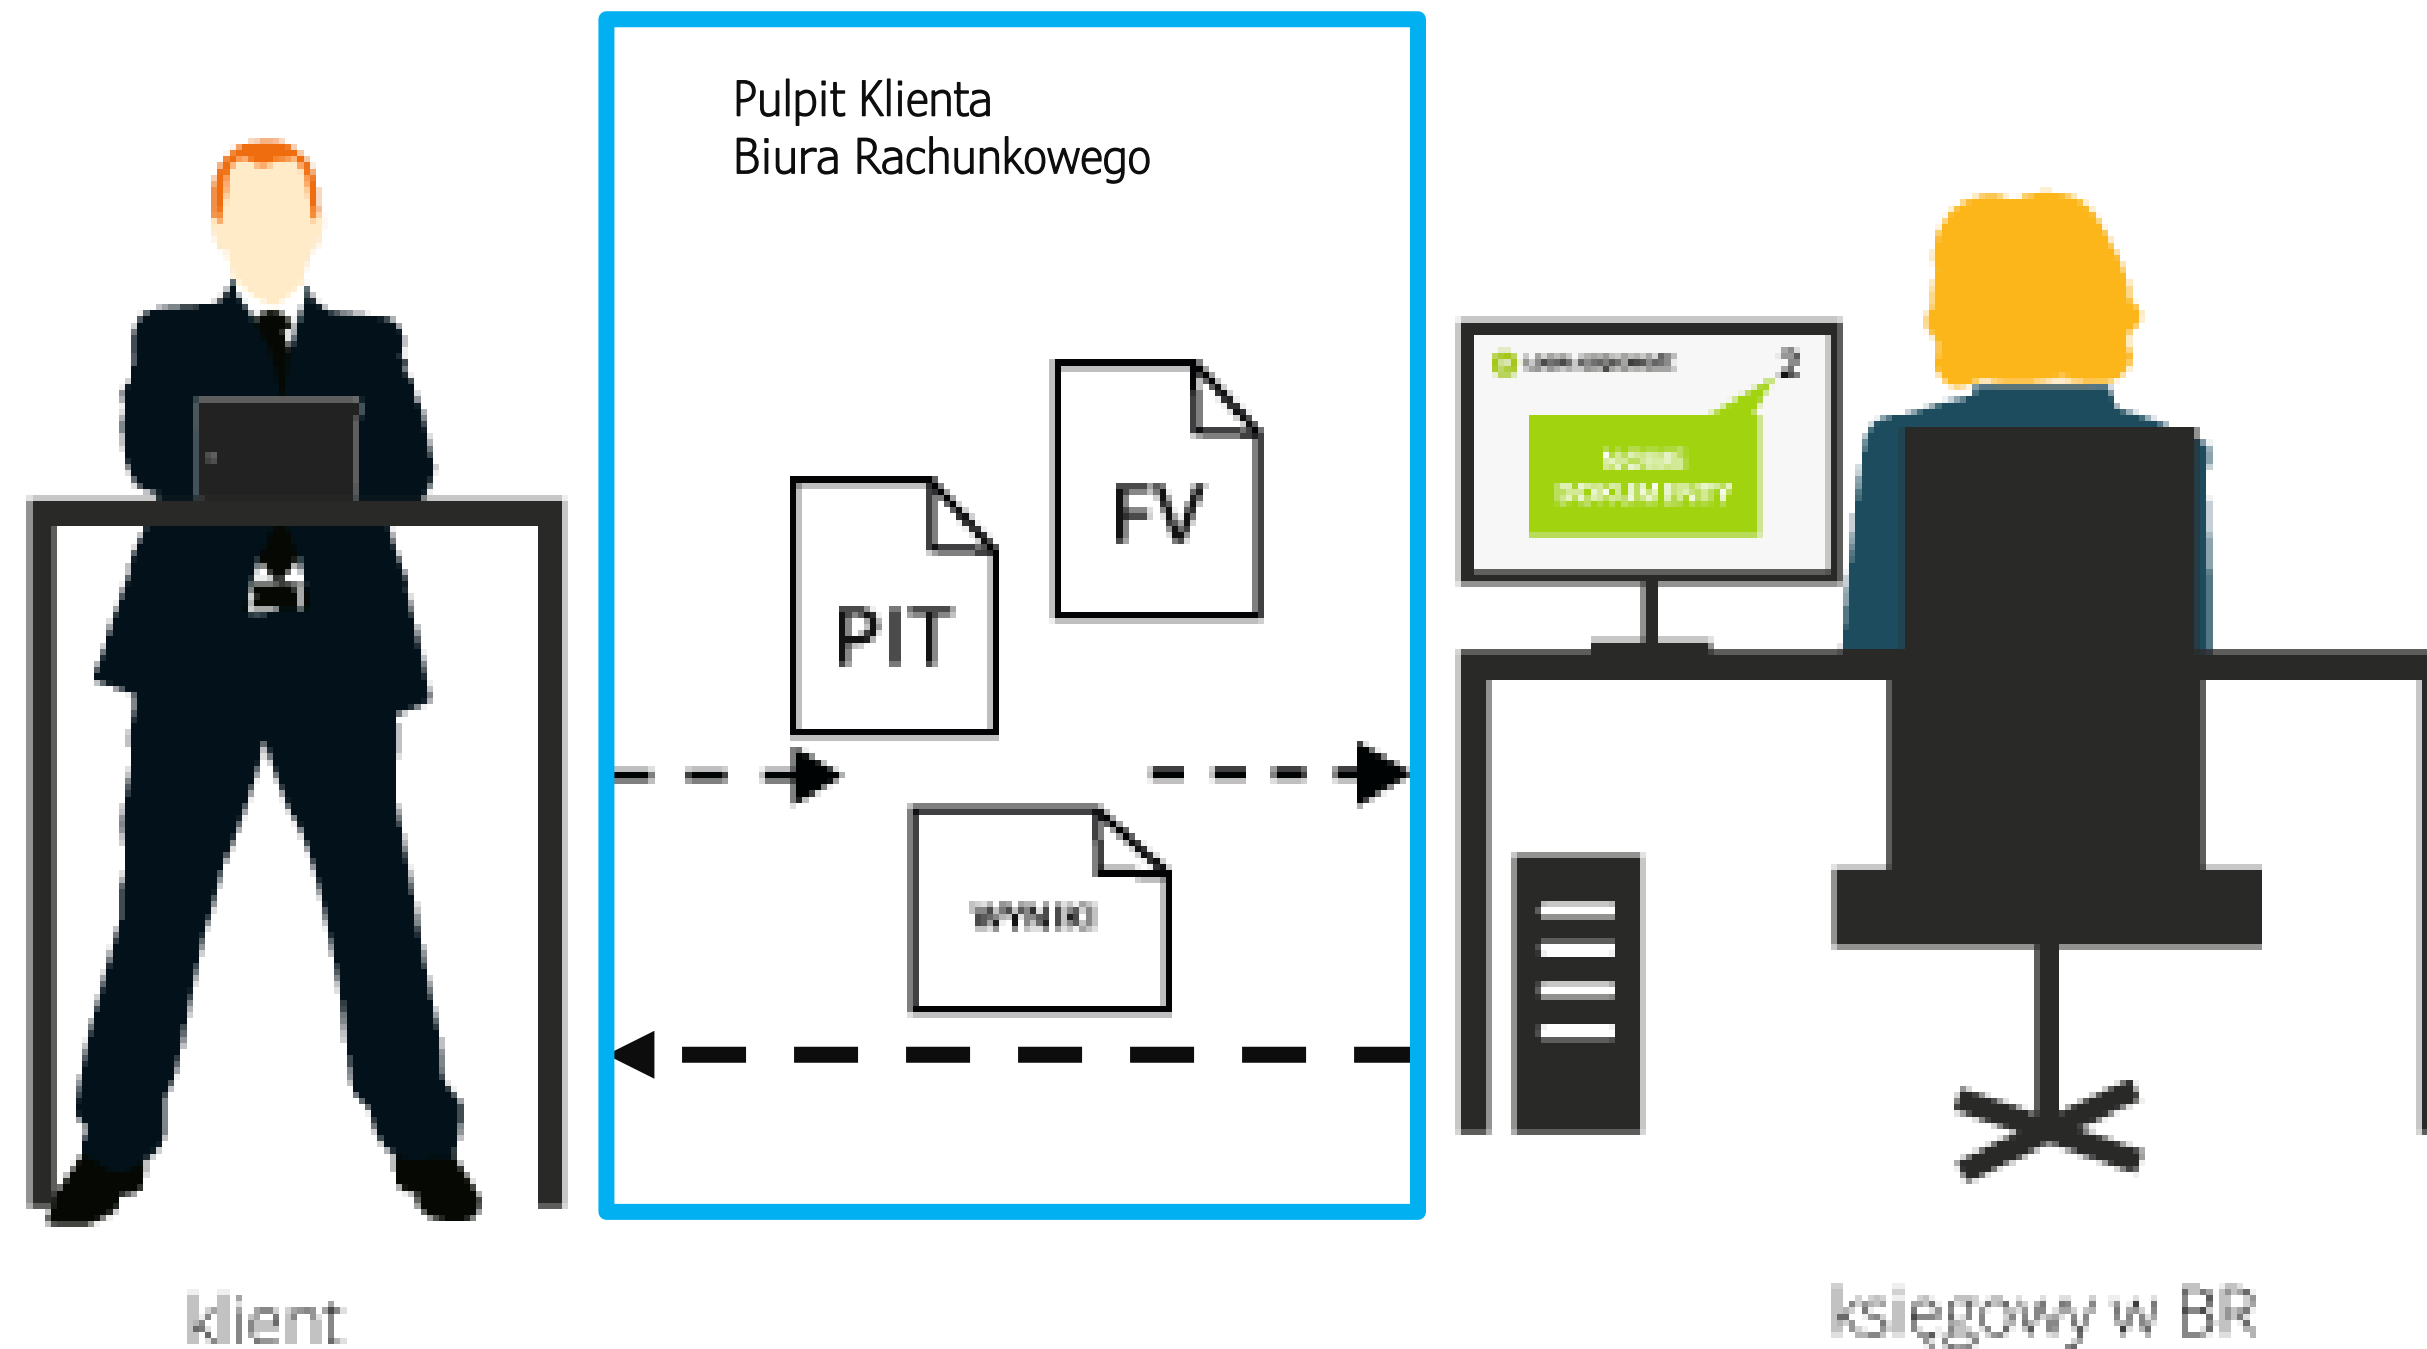 Pulpit Klienta
Biura Rachunkowego
2
FV
NOWE
DOKUMENTY
PIT
WYNIKI
klient
księgowy w BR